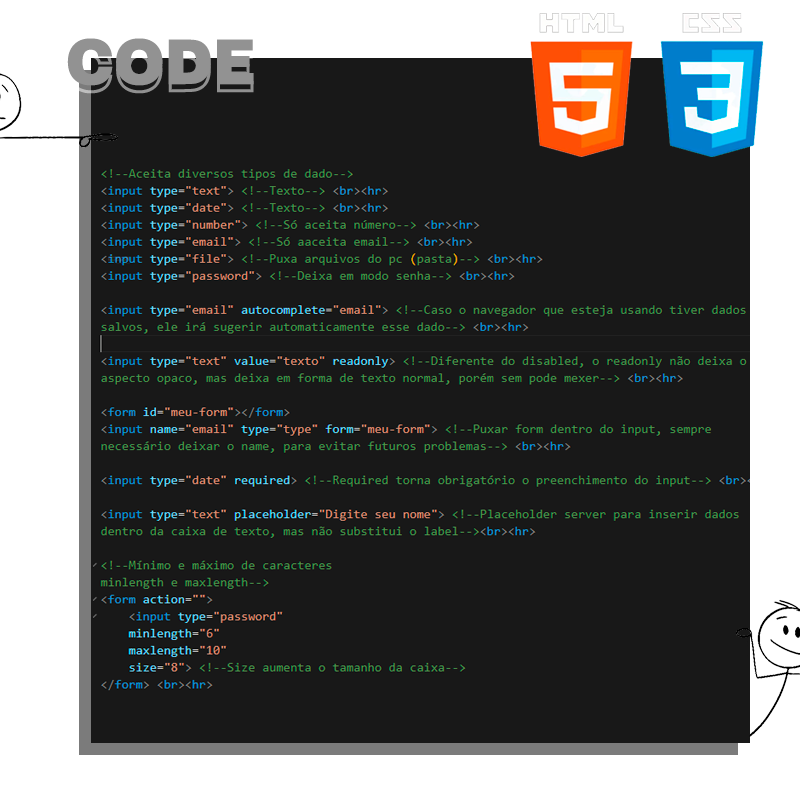 HTML CSS
CODE
5 3
<!--Aceita diversos tipos de dado-->
<input type="text"> <!--Texto--> <br><hr>
<input type="date"> <!--Texto--> <br><hr>
<input type="number"> <!--Só aceita número--> <br><hr>
<input type="email"> <!--Só aaceita email--> <br><hr>
<input type="file"> <!--Puxa arquivos do pc (pasta)--> <br><hr>
<input type="password"> <!--Deixa em modo senha--> <br><hr>
<input type="email" autocomplete="email"> <!--Caso o navegador que esteja usando tiver dados
salvos, ele irá sugerir automaticamente esse dado--> <br><hr>
<input type="text" value="texto" readonly> <!--Diferente do disabled, o readonly não deixa o
aspecto opaco, mas deixa em forma de texto normal, porém sem pode mexer--> <br><hr>
<form id="meu-form"></form>
<input name="email" type="type" form="meu-form"> <!--Puxar form dentro do input, sempre
necessário deixar o name, para evitar futuros problemas--> <br><hr>
<input type="date" required> <!--Required torna obrigatório o preenchimento do input--> <br><
<input type="text" placeholder="Digite seu nome"> <!--Placeholder server para inserir dados
dentro da caixa de texto, mas não substitui o label--><br><hr>
<!--Mínimo e máximo de caracteres
minlength e maxlength-->
<form action="">
<input type="password"
minlength="6"
maxlength="10"
size="8"> <!--Size aumenta o tamanho da caixa-->
</form> <br><hr>